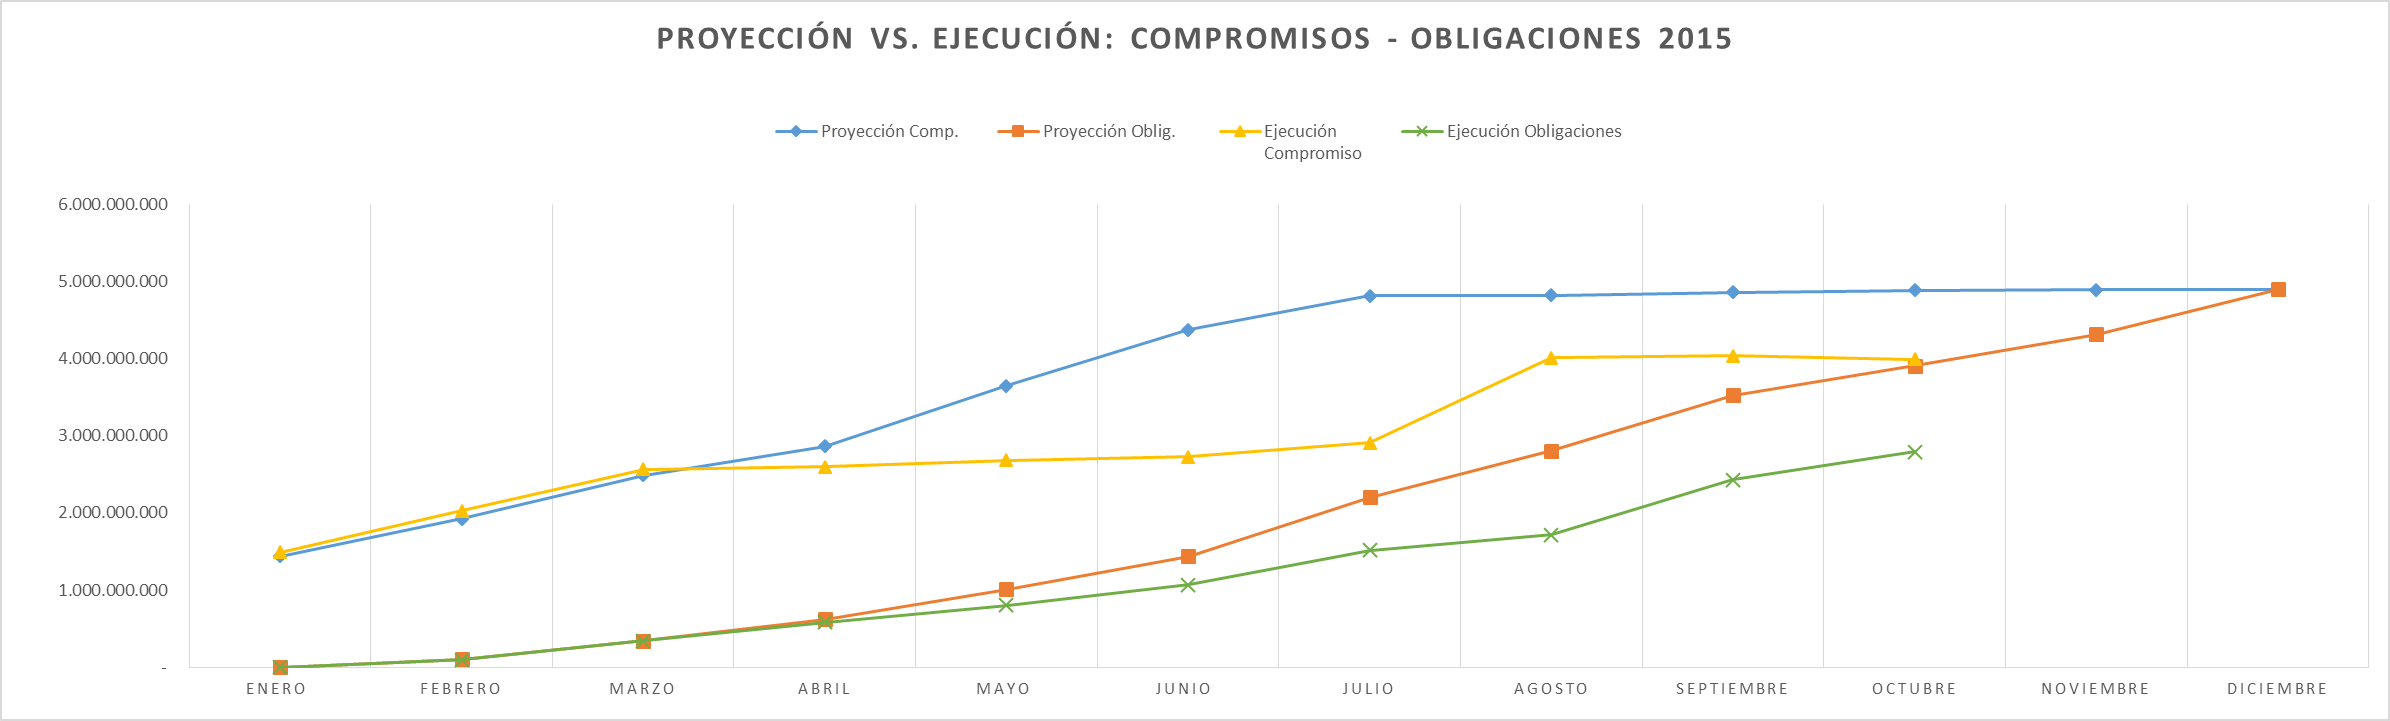 PROYECCIÓN VS. EJECUCIÓN: COMPROMISOS - OBLIGACIONES 2015
Proyección Comp.
Proyección Oblig.
Ejecución
Compromiso
Ejecución Obligaciones
6.000.000.000
5.000.000.000
4.000.000.000
3.000.000.000
2.000.000.000
1.000.000.000
-
ENERO FEBRERO MARZO ABRIL MAYO JUNIO JULIO AGOSTO SEPTIEMBRE OCTUBRE NOVIEMBRE DICIEMBRE